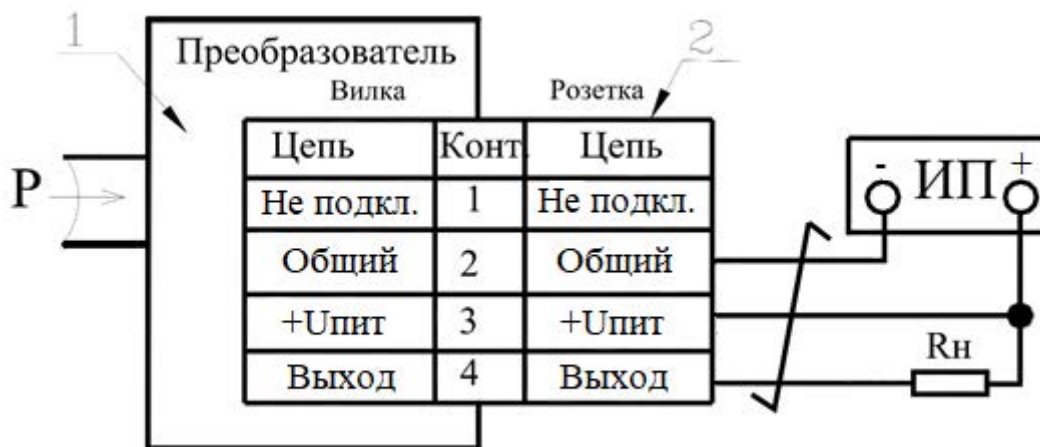 1
Преобразователь
2
Вилка Розетка
Цепь Конт. Цепь
Не подкл. 1 Не подкл.
Общий 2 Общий
+Uпит 3 +Uпит
Выход 4 Выход
P
- ИП +
Rн